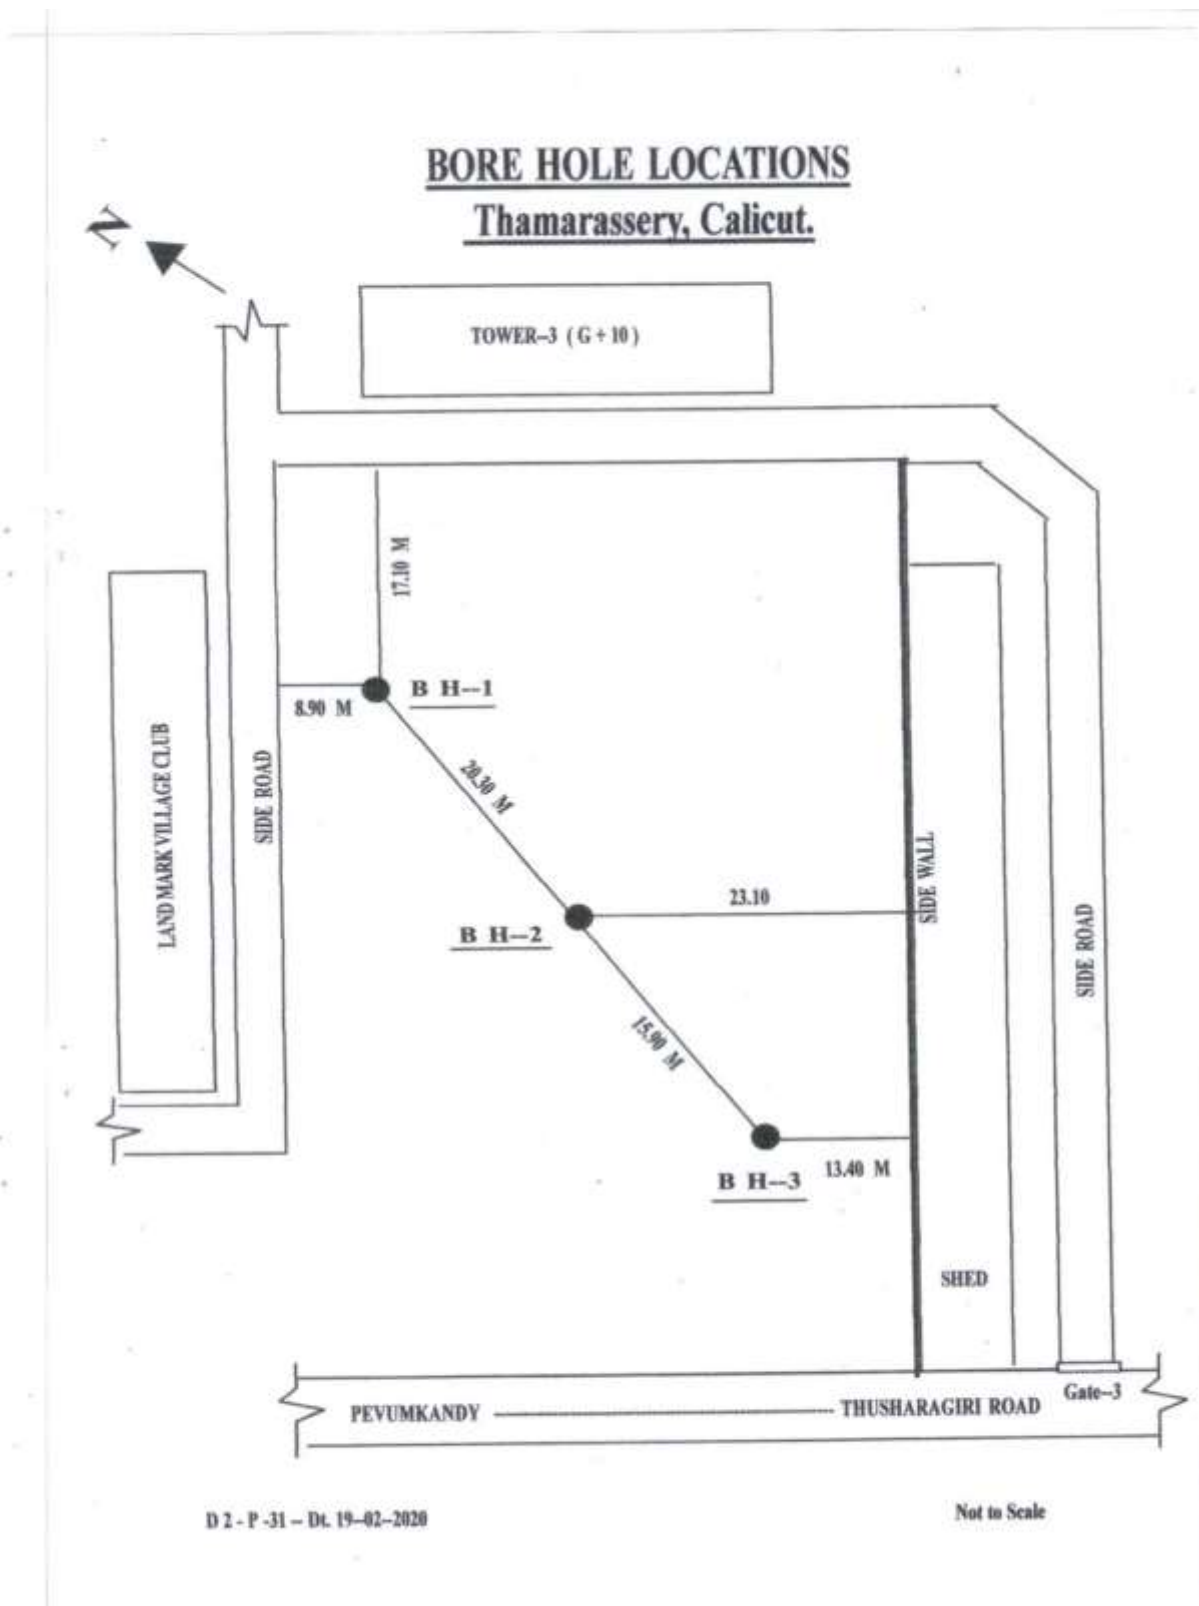 BORE HOLE LOCATIONS
Thamarassery, Calicut.
N
TOWER–3 ( G + 10 )
17.10 M
B H–1
8.90 M
20.30 M
LAND MARK VILLAGE CLUB
SIDE ROAD
23.10
SIDE WALL
B H–2
SIDE ROAD
15.90 M
13.40 M
B H–3
SHED
Gate–3
PEVUMKANDY ---------- THUSHARAGIRI ROAD
D 2 - P -31 – Dt. 19–02–2020
Not to Scale